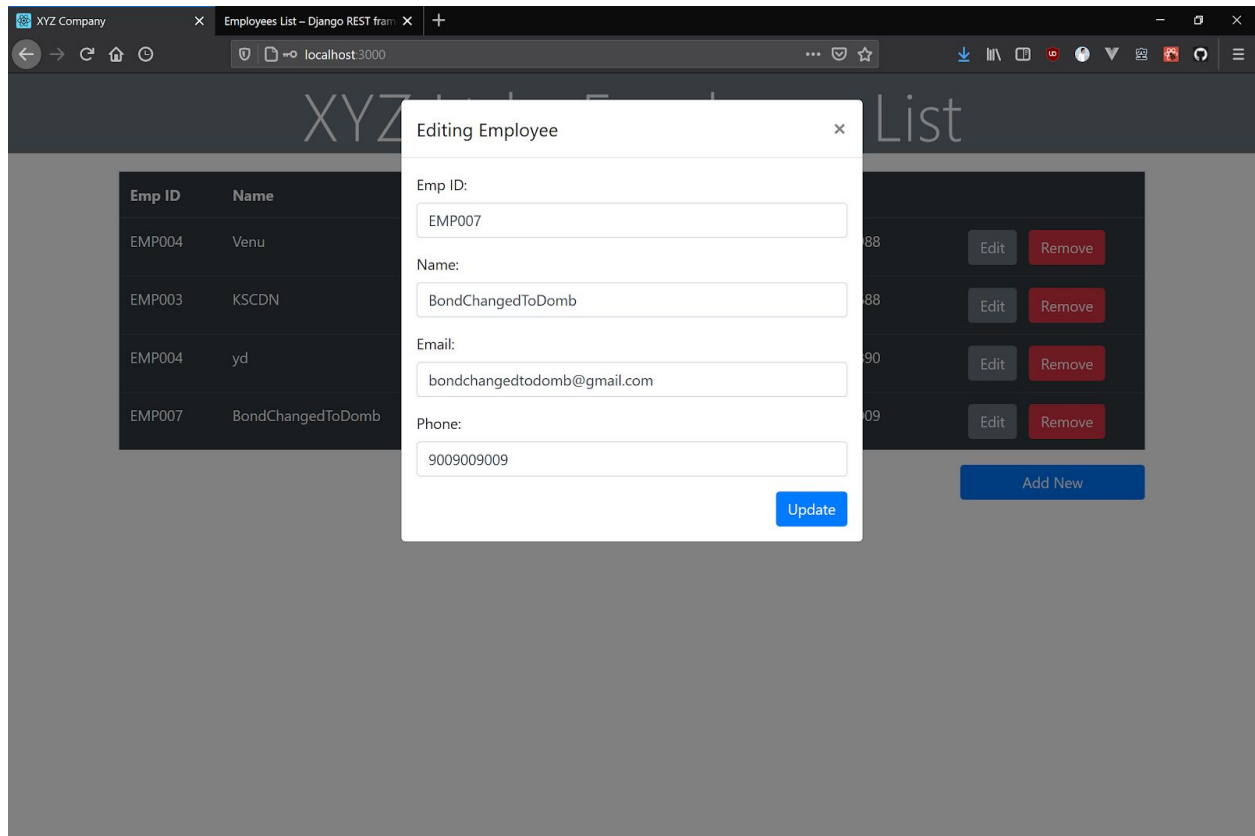 XYZ Company
Employees List – Django REST fram
localhost:3000
XYZ List
Editing Employee
Emp ID:
EMP007
Name:
BondChangedToDomb
Email:
bondchangedtodomb@gmail.com
Phone:
9009009009
Update
Emp ID Name
EMP004 Venu 88 Edit Remove
EMP003 KSCDN 88 Edit Remove
EMP004 yd 90 Edit Remove
EMP007 BondChangedToDomb 09 Edit Remove
Add New